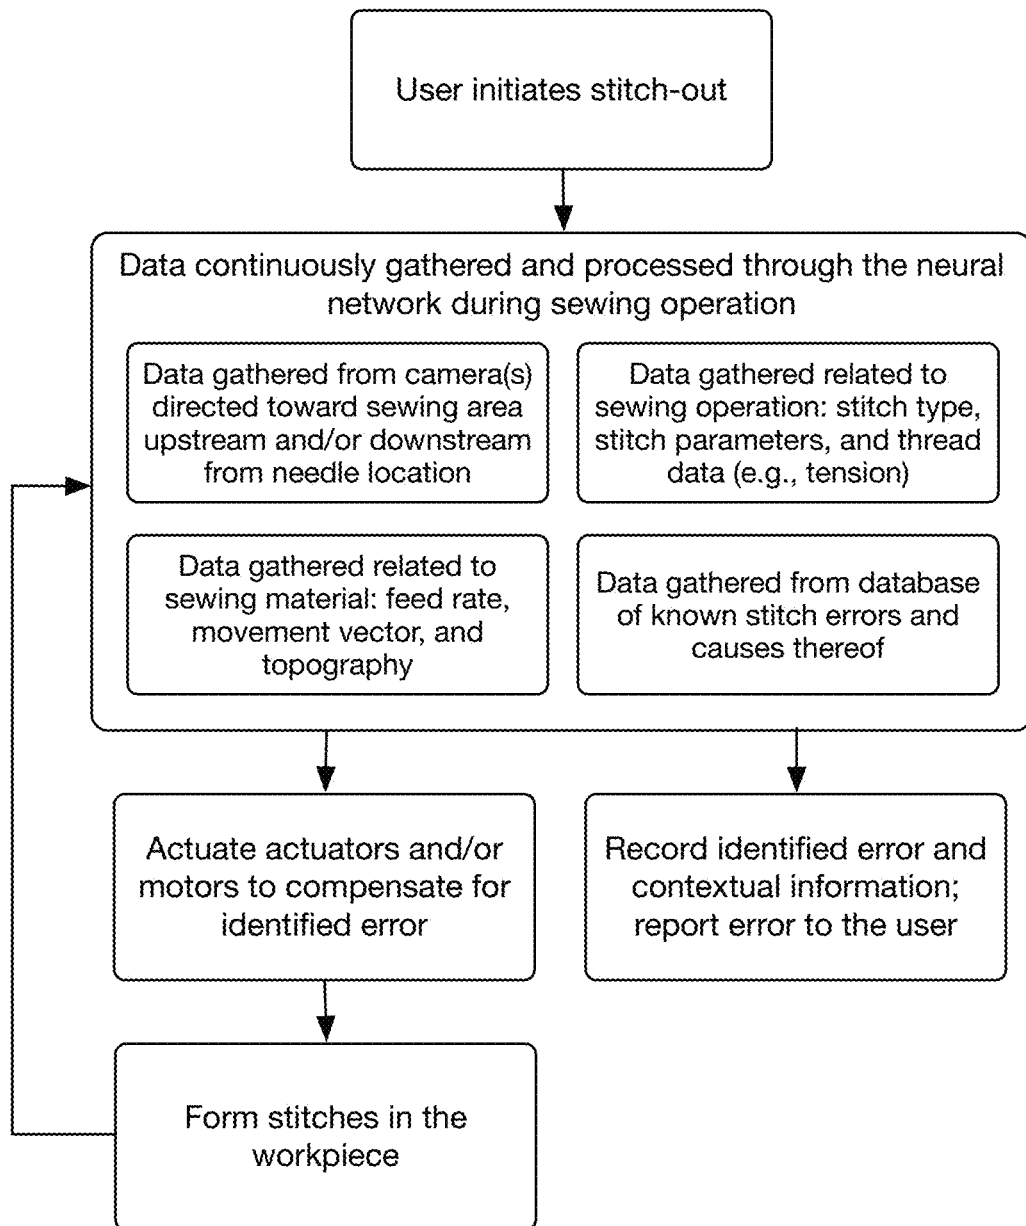 User initiates stitch-out
Data continuously gathered and processed through the neural
network during sewing operation
Data gathered from camera(s)
directed toward sewing area
upstream and/or downstream
from needle location
Data gathered related to
sewing operation: stitch type,
stitch parameters, and thread
data (e.g., tension)
Data gathered related to
sewing material: feed rate,
movement vector, and
topography
Data gathered from database
of known stitch errors and
causes thereof
Actuate actuators and/or
motors to compensate for
identified error
Record identified error and
contextual information;
report error to the user
Form stitches in the
workpiece